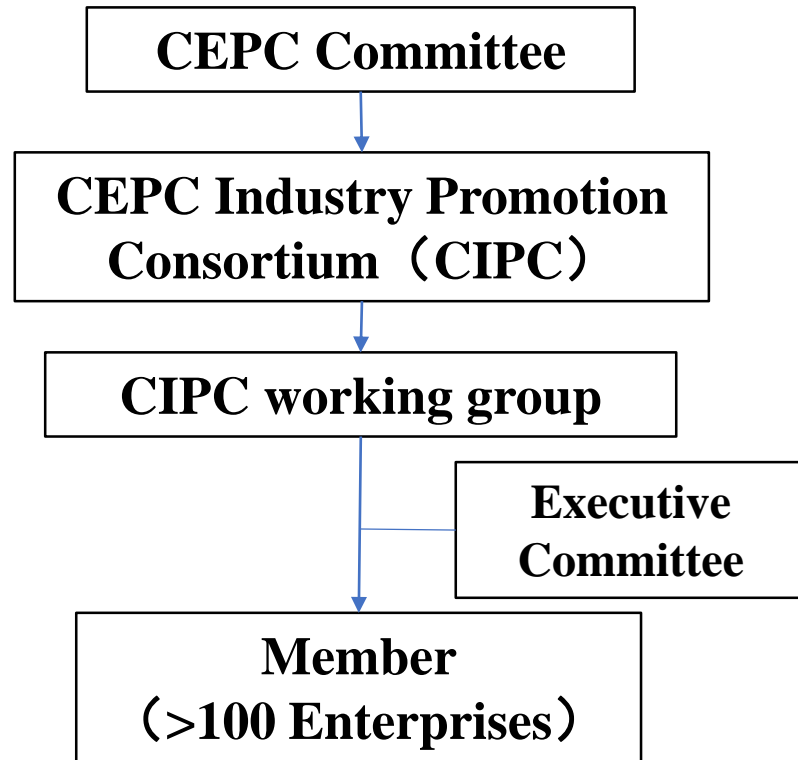 CEPC Committee
CEPC Industry Promotion
Consortium（CIPC）
CIPC working group
Executive
Committee
Member
（>100 Enterprises）